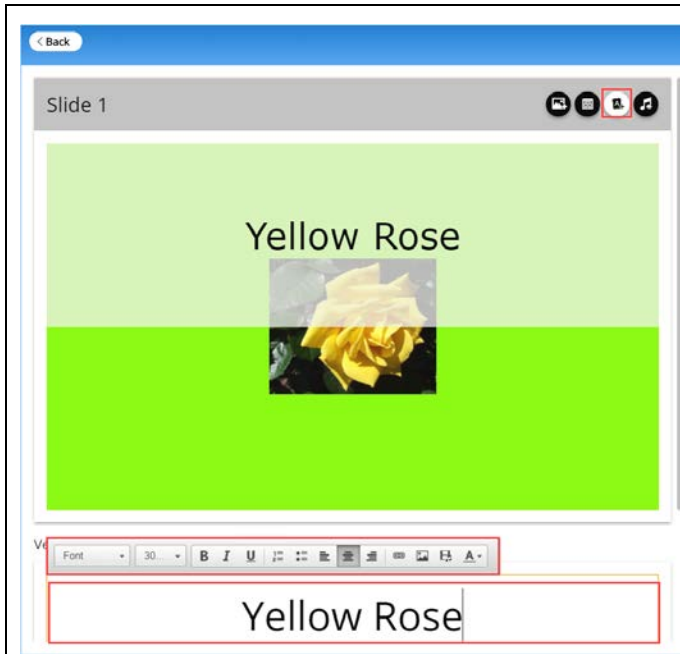 < Back
Slide 1
Yellow Rose
Font
30...
B I U
A
Yellow Rose